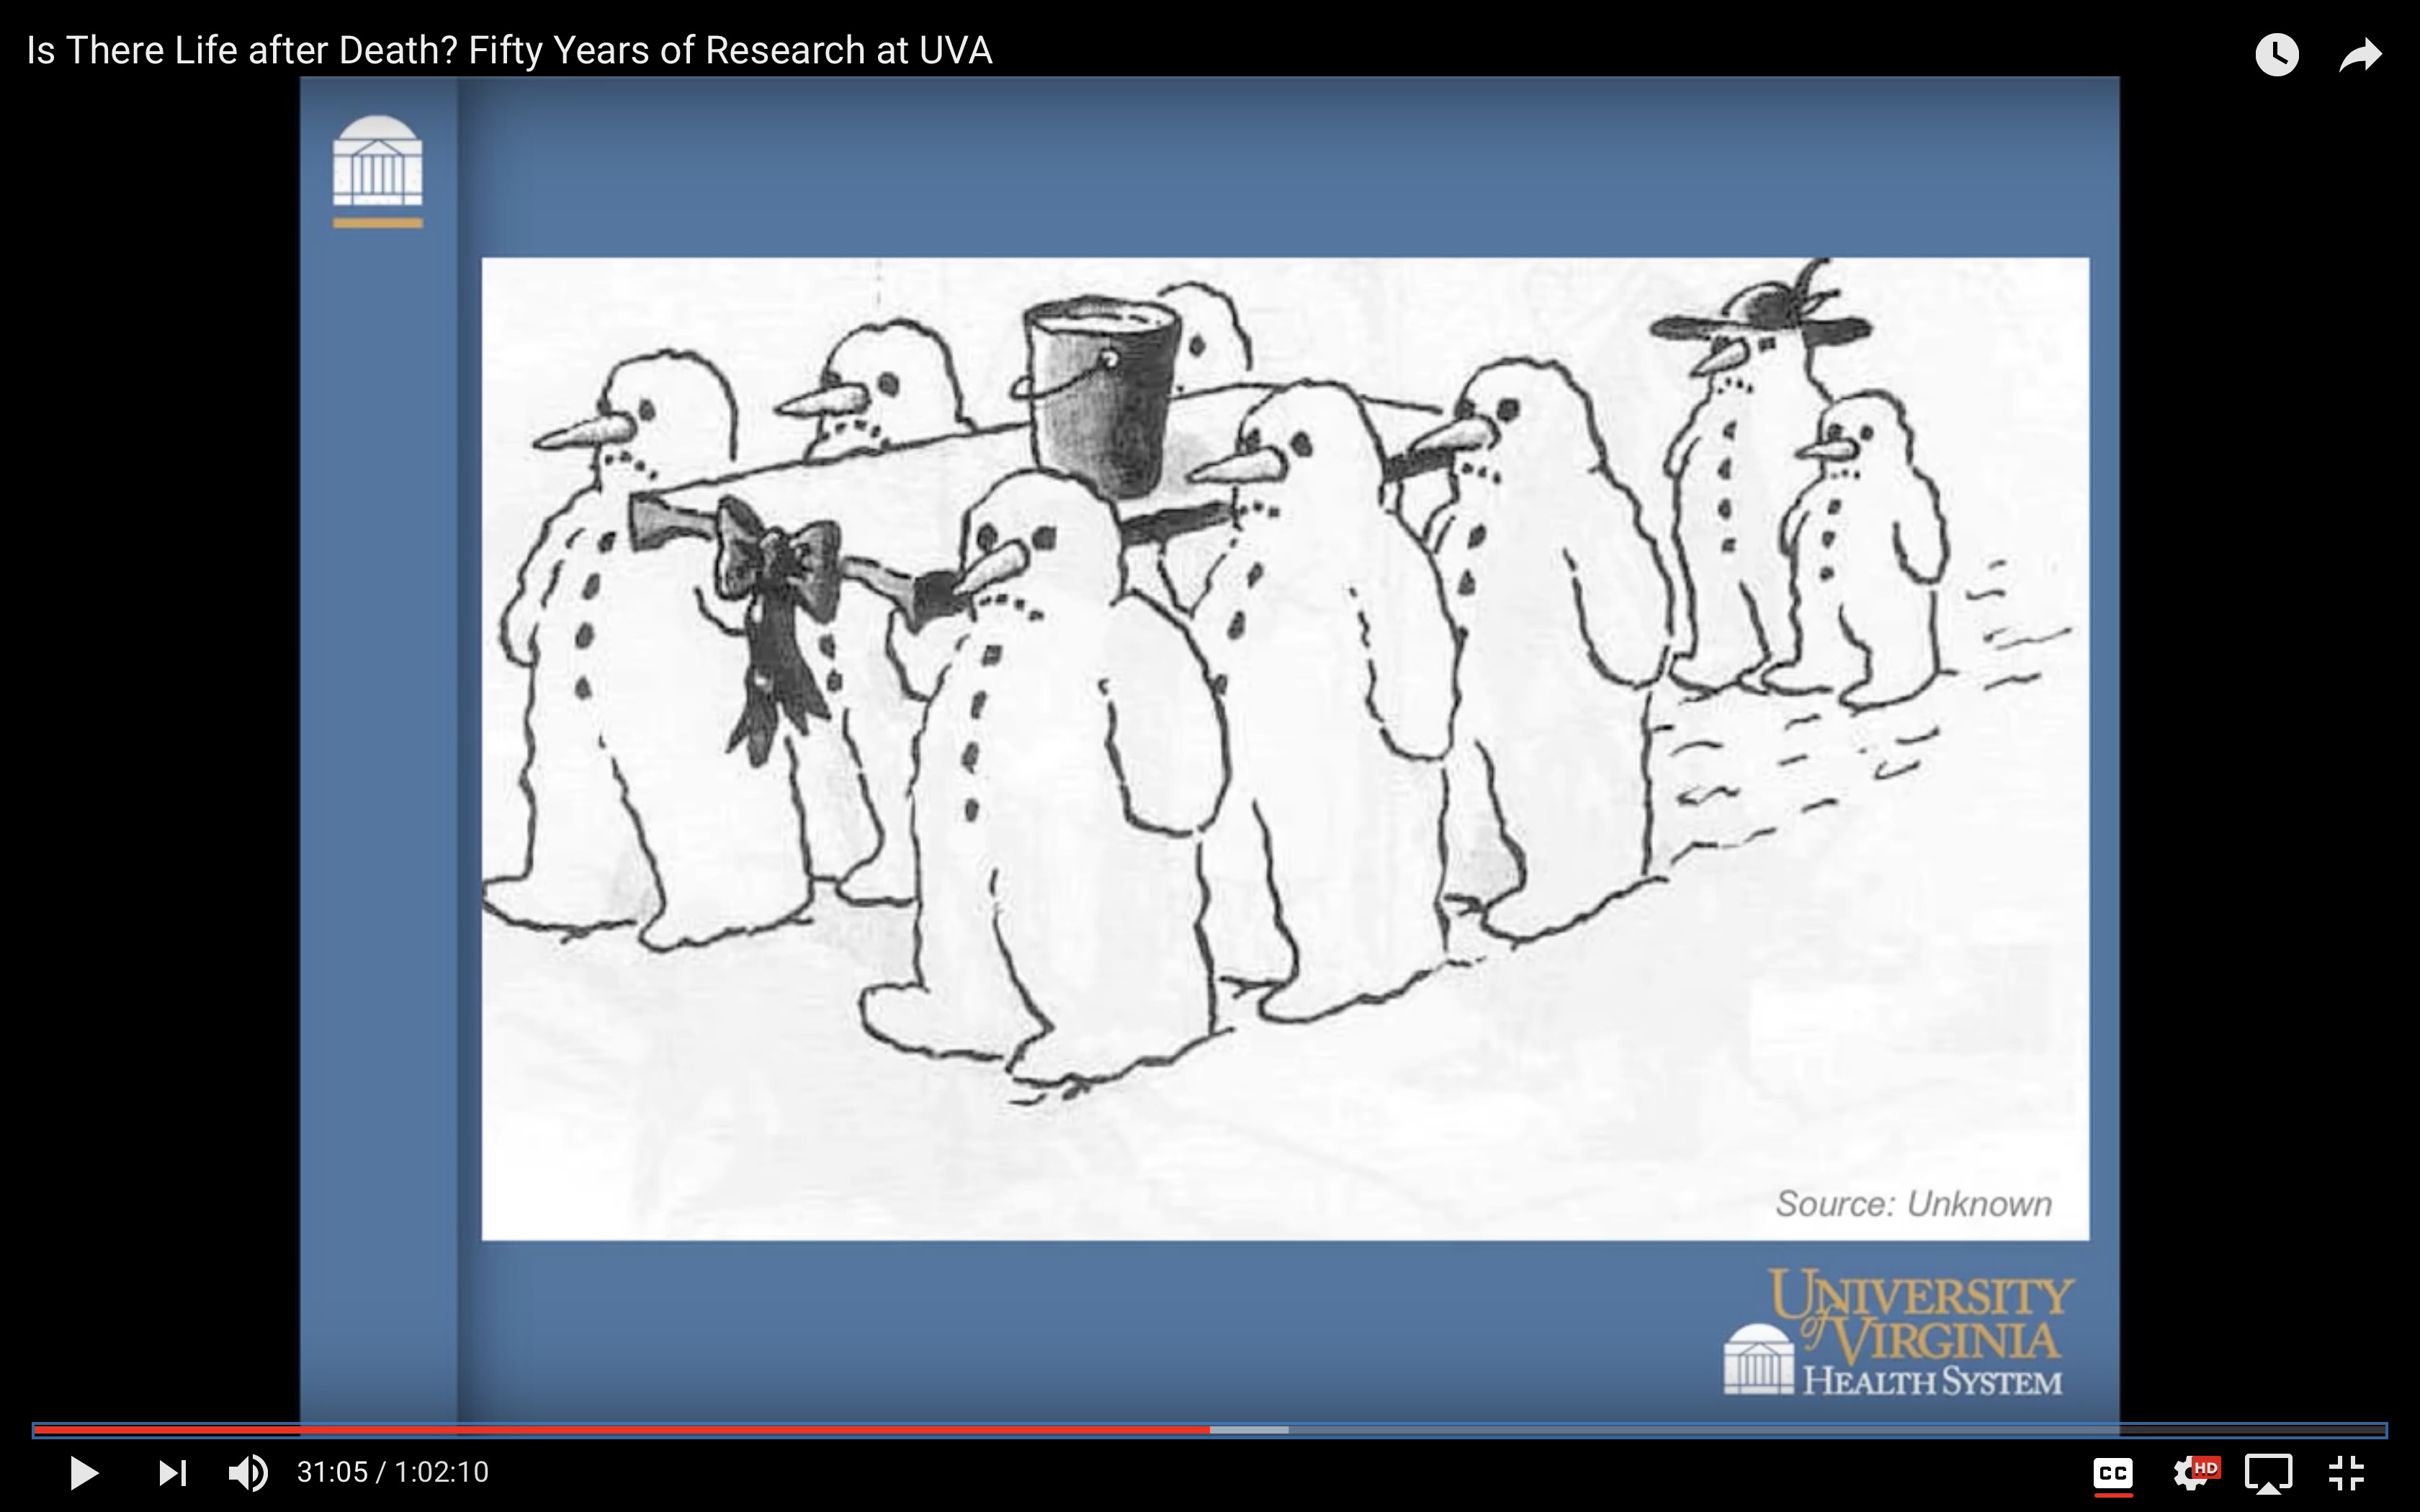 Is There Life after Death? Fifty Years of Research at UVA
Source: Unknown
UNIVERSITY
of VIRGINIA
HEALTH SYSTEM
31:05 / 1:02:10
CC
HD